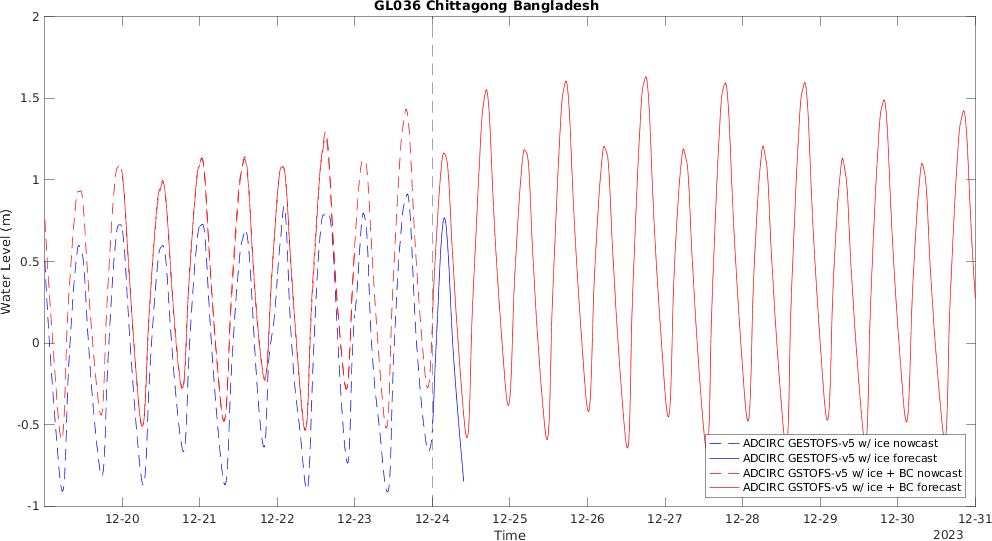 GL036 Chittagong Bangladesh
2
1.5
1
0.5
0
-0.5
-1
Water Level (m)
ADCIRC GESTOFS-v5 w/ ice nowcast
ADCIRC GESTOFS-v5 w/ ice forecast
ADCIRC GSTOFS-v5 w/ ice + BC nowcast
ADCIRC GSTOFS-v5 w/ ice + BC forecast
12-20 12-21 12-22 12-23 12-24 12-25 12-26 12-27 12-28 12-29 12-30 12-31
Time 2023